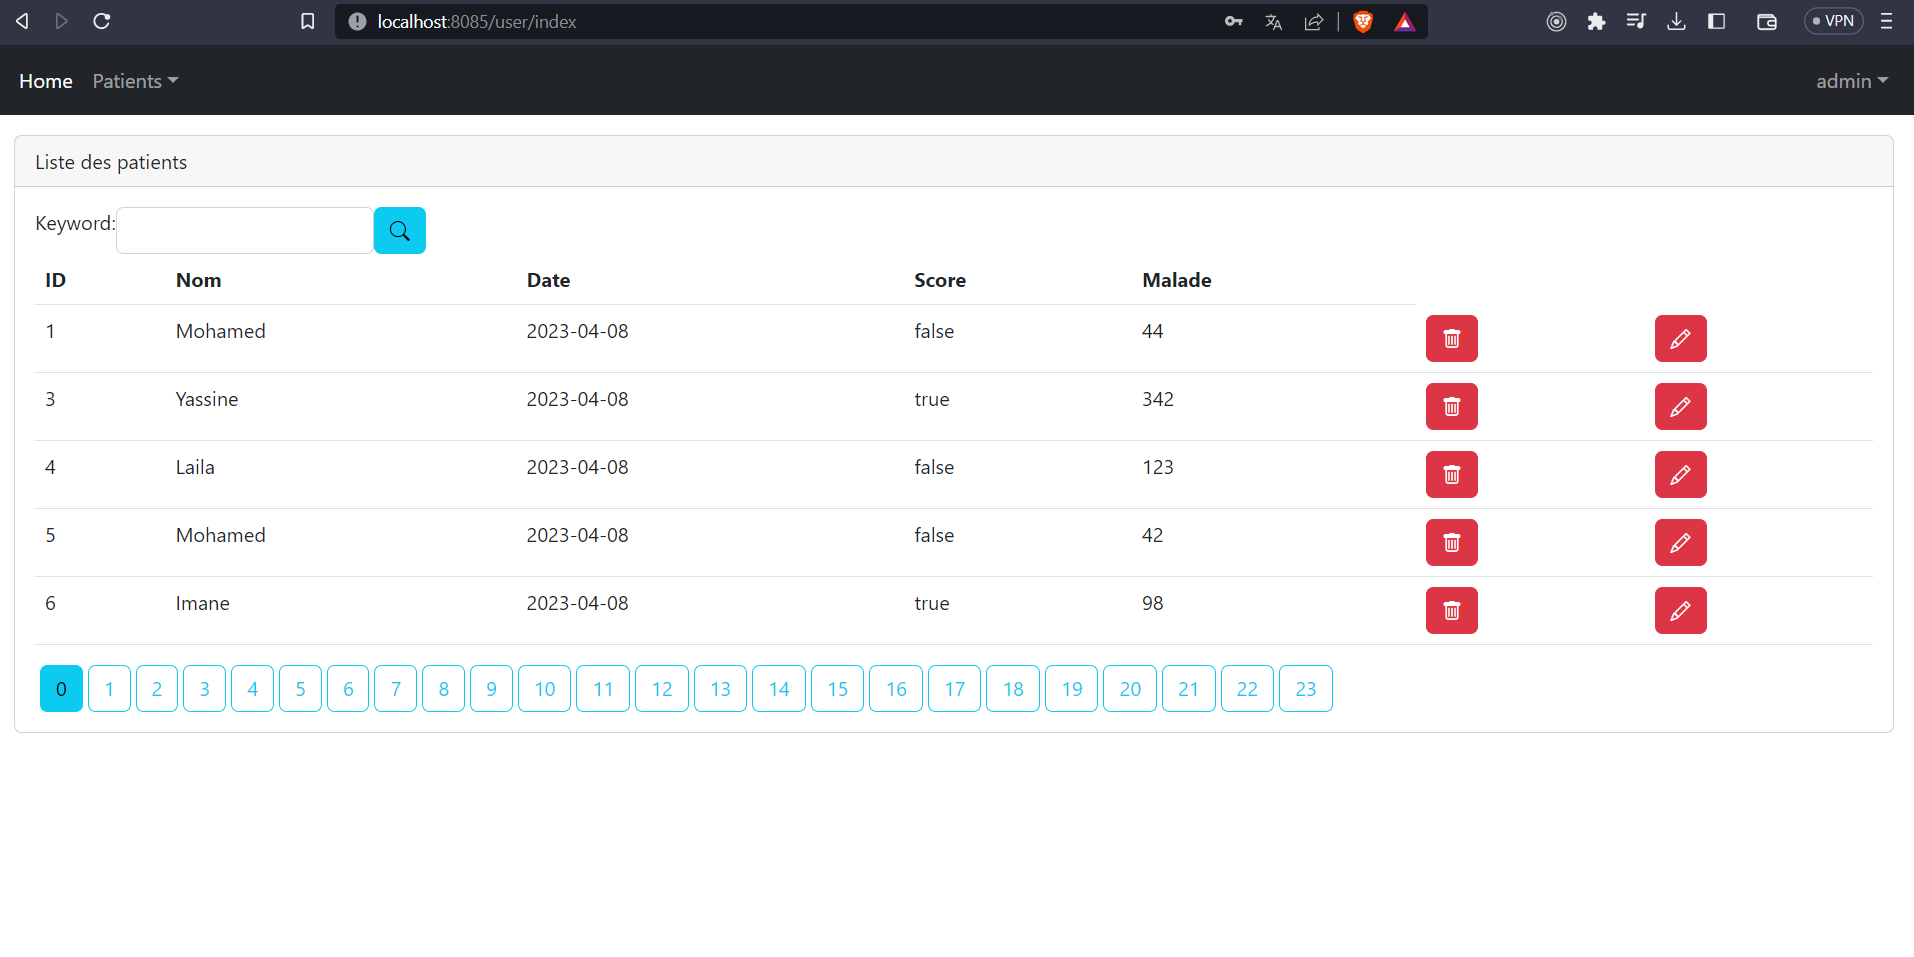 localhost:8085/user/index VPN
Home Patients admin
Liste des patients
Keyword:
ID Nom Date Score Malade
1 Mohamed 2023-04-08 false 44
3 Yassine 2023-04-08 true 342
4 Laila 2023-04-08 false 123
5 Mohamed 2023-04-08 false 42
6 Imane 2023-04-08 true 98
0 1 2 3 4 5 6 7 8 9 10 11 12 13 14 15 16 17 18 19 20 21 22 23